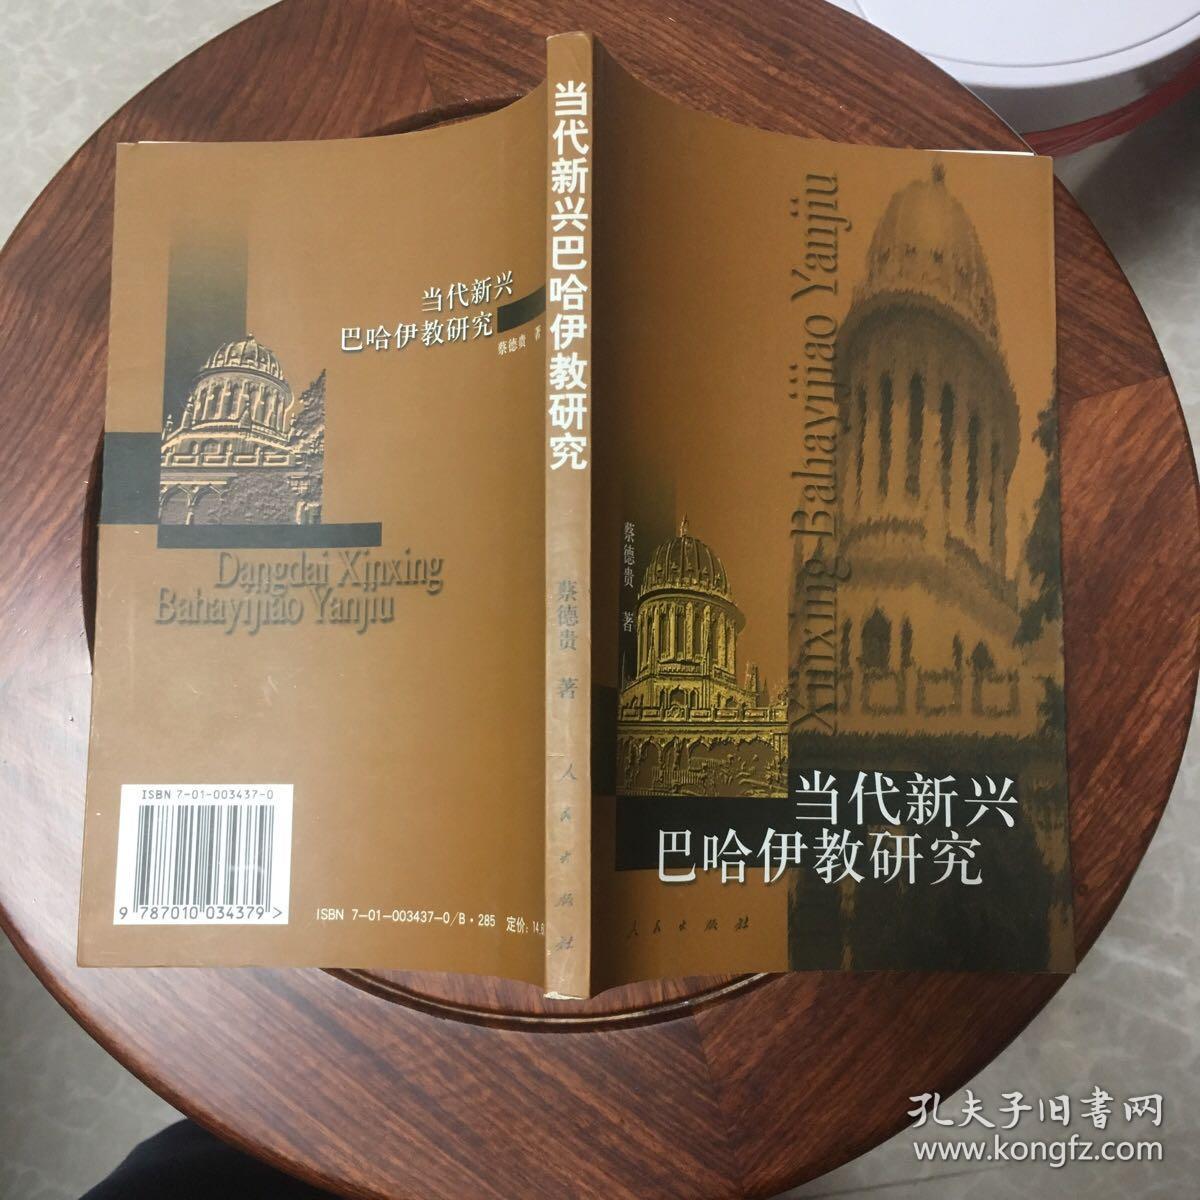 当代新兴
巴哈伊教研究
蔡德贵 著
Dangdai Xinxing
Bahayijiao Yanjiu
ISBN 7-01-003437-0
9 787010 034379 >
ISBN 7-01-003437-0/B·285 定价：14.
当代新兴巴哈伊教研究
蔡德贵 著
人民出版社
Xinxing Bahayijiao Yanjiu
蔡德贵 著
当代新兴
巴哈伊教研究
人民出版社
孔夫子旧书网
www.kongfz.com